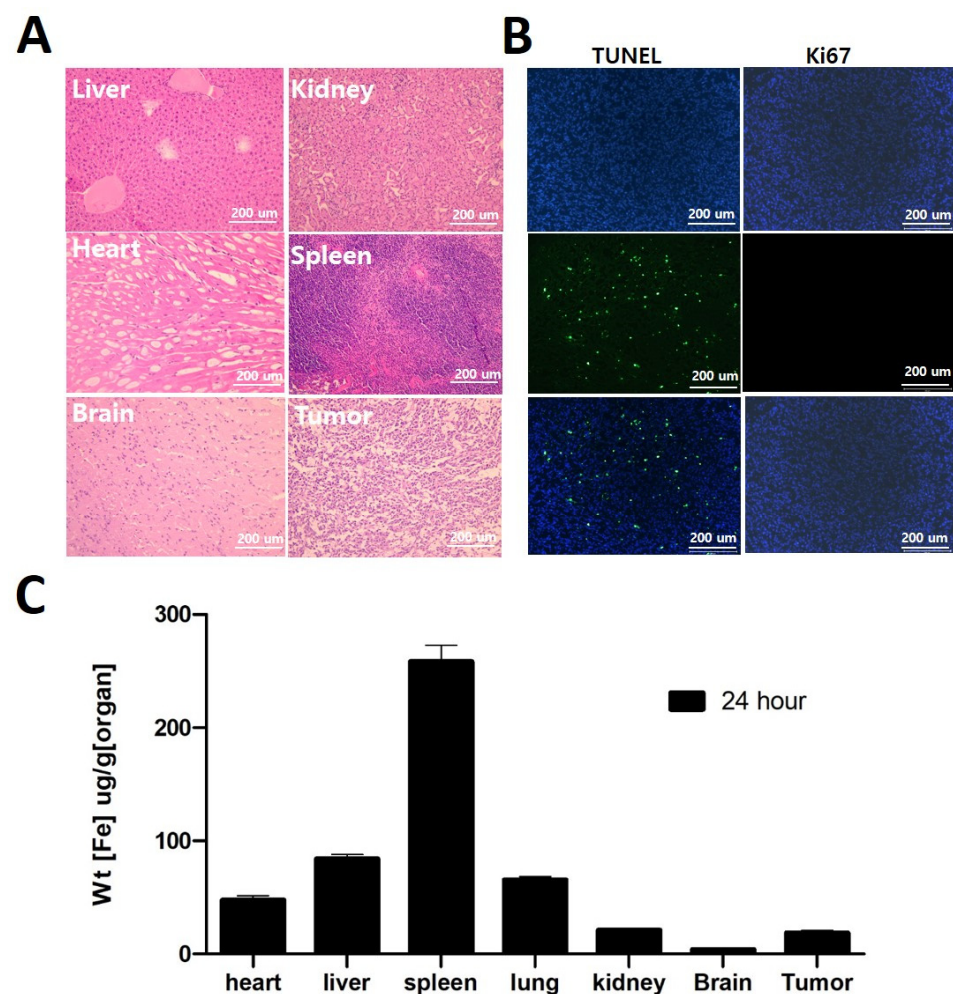 A
B
TUNEL
Ki67
Liver
200 um
Kidney
200 um
Heart
200 um
Spleen
200 um
Brain
200 um
Tumor
200 um
200 um
200 um
200 um
200 um
200 um
200 um
C
Wt [Fe] ug/g[organ]
300
200
100
0
24 hour
heart liver spleen lung kidney Brain Tumor